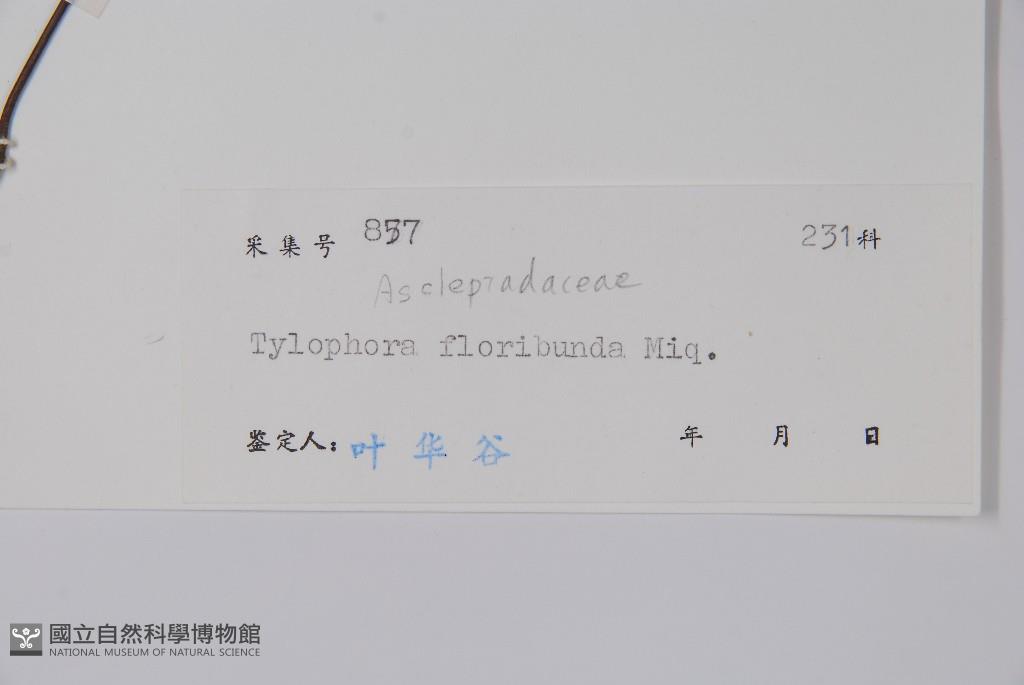 采集号 857 231科
Asclepiadaceae
Tylophora floribunda Miq.
鉴定人: 叶华谷 年 月 日
國立自然科學博物館
NATIONAL MUSEUM OF NATURAL SCIENCE